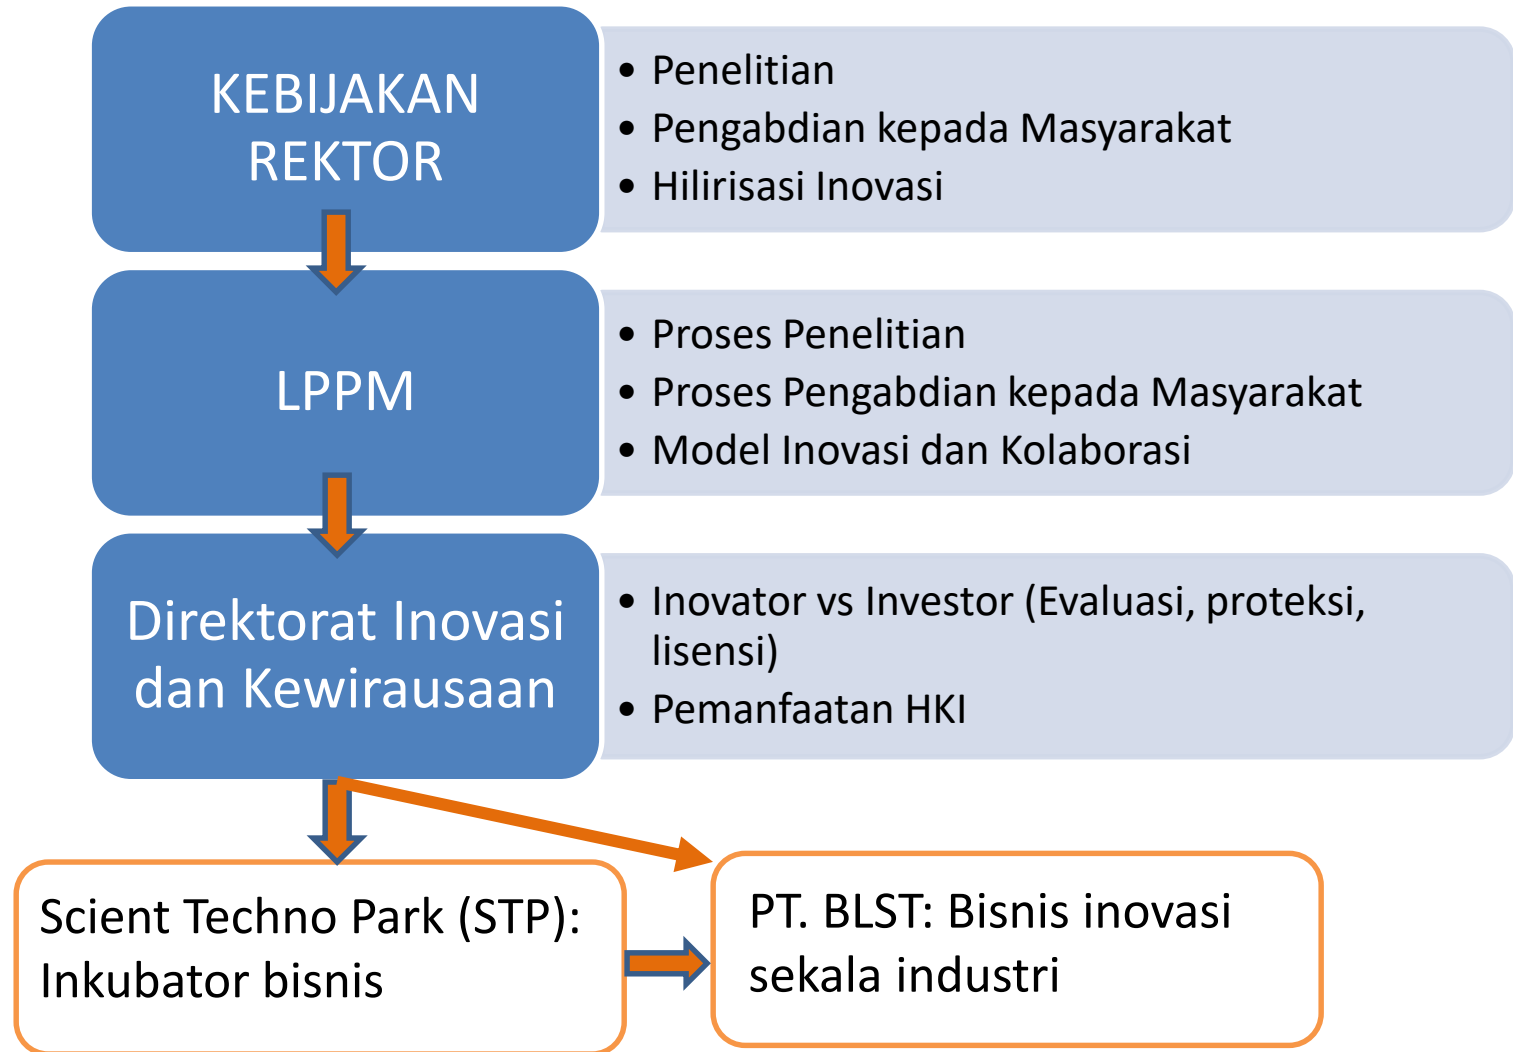 KEBIJAKAN
REKTOR
• Penelitian
• Pengabdian kepada Masyarakat
• Hilirisasi Inovasi
LPPM
• Proses Penelitian
• Proses Pengabdian kepada Masyarakat
• Model Inovasi dan Kolaborasi
Direktorat Inovasi
dan Kewirausaan
• Inovator vs Investor (Evaluasi, proteksi,
lisensi)
• Pemanfaatan HKI
Scient Techno Park (STP):
Inkubator bisnis
PT. BLST: Bisnis inovasi
sekala industri